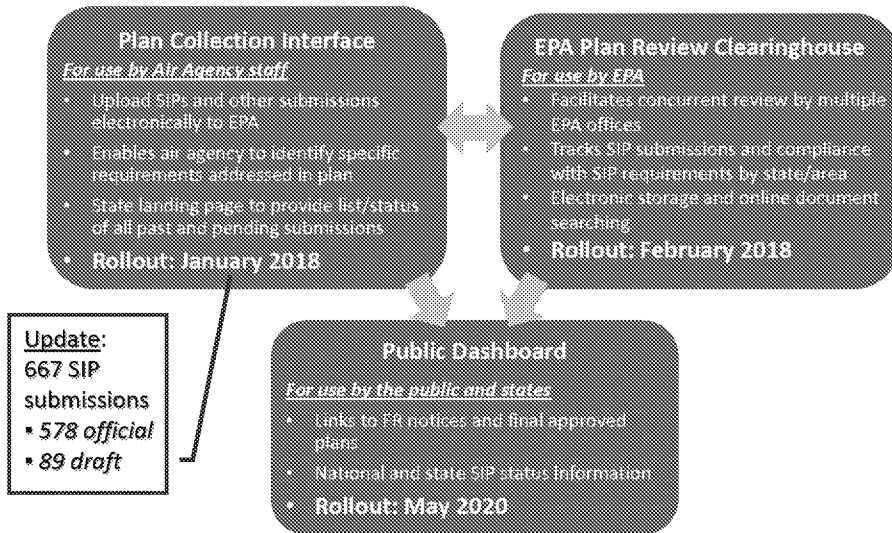 Plan Collection Interface
For use by Air Agency staff
• Upload SIPs and other submissions
electronically to EPA
• Enables air agency to identify specific
requirements addressed in plan
• State landing page to provide list/status
of all past and pending submissions
• Rollout: January 2018
EPA Plan Review Clearinghouse
For use by EPA
• Facilitates concurrent review by multiple
EPA offices
• Tracks SIP submissions and compliance
with SIP requirements by state/area
• Electronic storage and online document
searching
• Rollout: February 2018
Update:
667 SIP
submissions
▪ 578 official
▪ 89 draft
Public Dashboard
For use by the public and states
• Links to FR notices and final approved
plans
• National and state SIP status information
• Rollout: May 2020